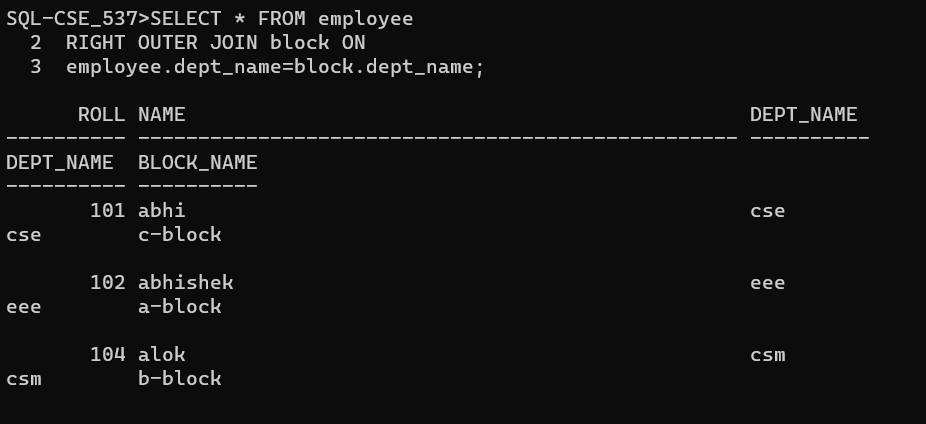 SQL-CSE_537>SELECT * FROM employee
  2  RIGHT OUTER JOIN block ON
  3  employee.dept_name=block.dept_name;

      ROLL NAME                                               DEPT_NAME
---------- -------------------------------------------------- ----------
DEPT_NAME  BLOCK_NAME
---------- ----------
       101 abhi                                               cse
cse        c-block

       102 abhishek                                           eee
eee        a-block

       104 alok                                               csm
csm        b-block